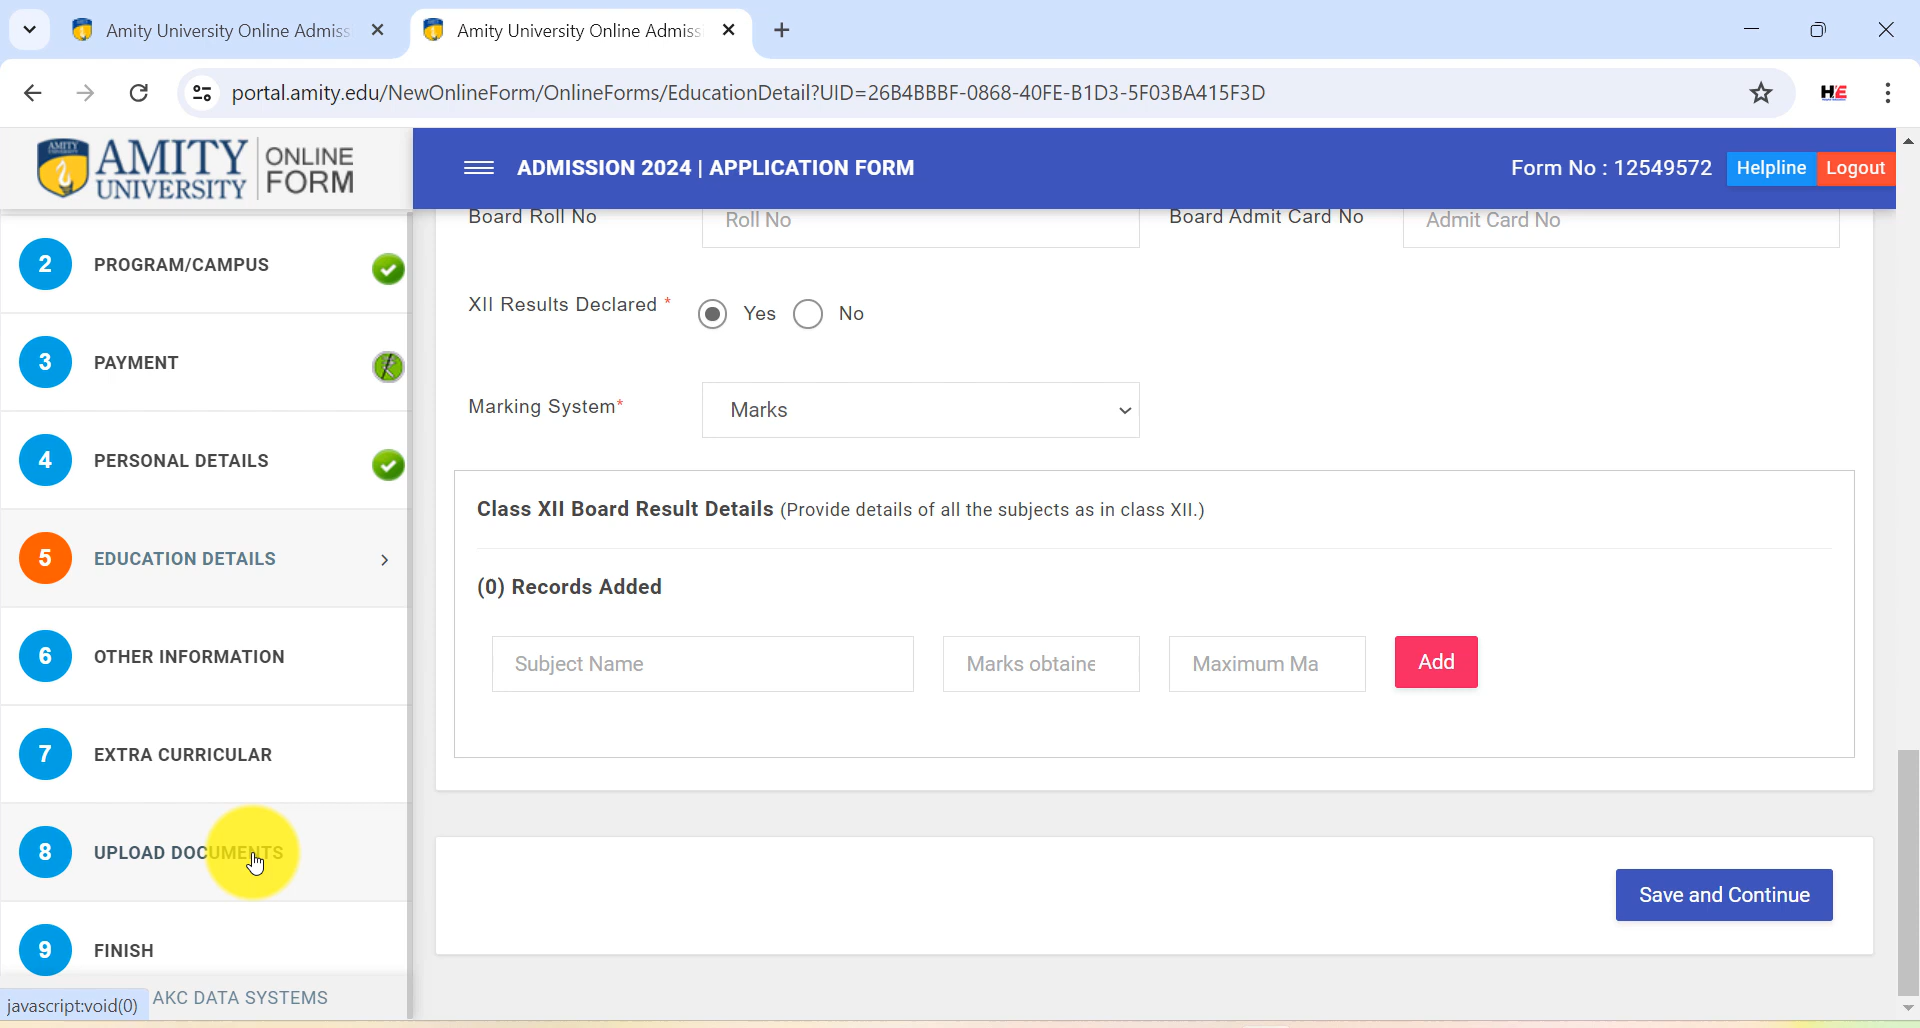 Amity University Online Admiss
Amity University Online Admiss
portal.amity.edu/NewOnlineForm/OnlineForms/EducationDetail?UID=26B4BBBF-0868-40FE-B1D3-5F03BA415F3D
HE
AMITY
AMITY UNIVERSITY
ONLINE FORM
ADMISSION 2024 | APPLICATION FORM
Form No : 12549572
Helpline
Logout
2 PROGRAM/CAMPUS
3 PAYMENT
4 PERSONAL DETAILS
5 EDUCATION DETAILS
6 OTHER INFORMATION
7 EXTRA CURRICULAR
8 UPLOAD DOCUMENTS
9 FINISH
AKC DATA SYSTEMS
javascript:void(0)
Board Roll No
Roll No
Board Admit Card No
Admit Card No
XII Results Declared *
Yes
No
Marking System*
Marks
Class XII Board Result Details (Provide details of all the subjects as in class XII.)
(0) Records Added
Subject Name
Marks obtaine
Maximum Ma
Add
Save and Continue